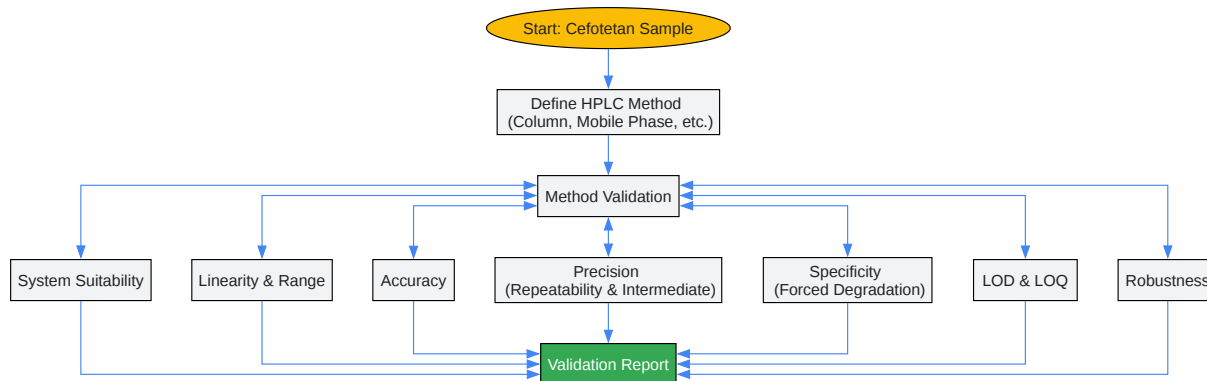 Start: Cefotetan Sample
Define HPLC Method
(Column, Mobile Phase, etc.)
Method Validation
System Suitability
Linearity & Range
Accuracy
Precision
(Repeatability & Intermediate)
Specificity
(Forced Degradation)
LOD & LOQ
Robustness
Validation Report